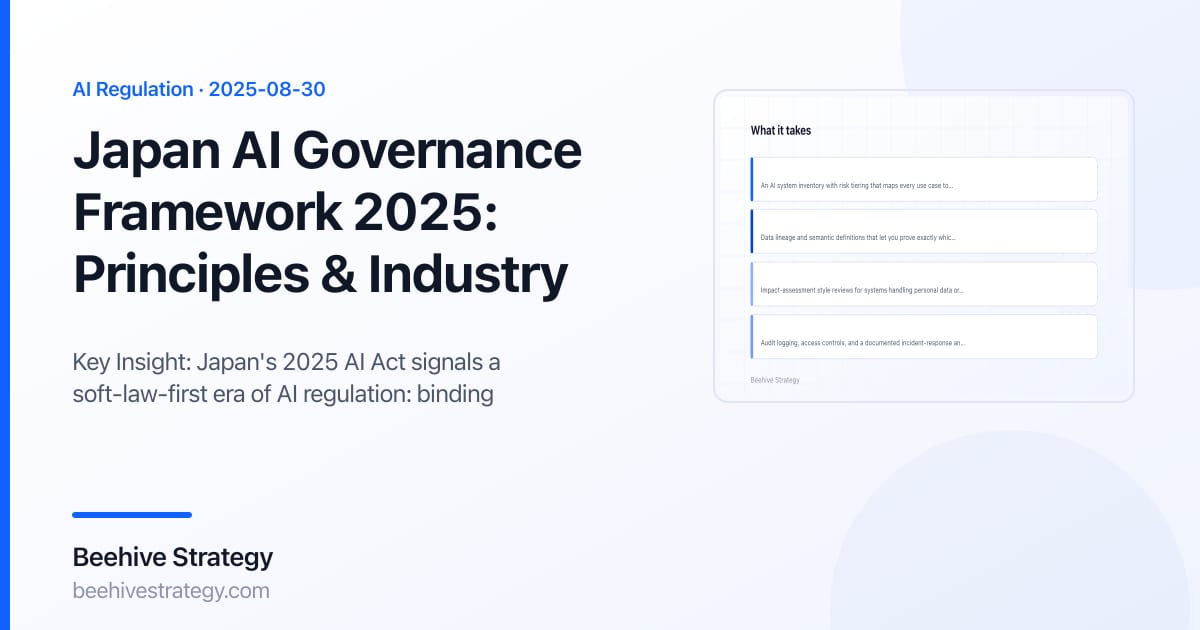 AI Regulation · 2025-08-30
Japan AI Governance
Framework 2025:
Principles & Industry
Key Insight: Japan's 2025 AI Act signals a
soft-law-first era of AI regulation: binding
Beehive Strategy
beehivestrategy.com
What it takes
An AI system inventory with risk tiering that maps every use case to...
Data lineage and semantic definitions that let you prove exactly whic...
Impact-assessment style reviews for systems handling personal data or...
Audit logging, access controls, and a documented incident-response an...
Beehive Strategy